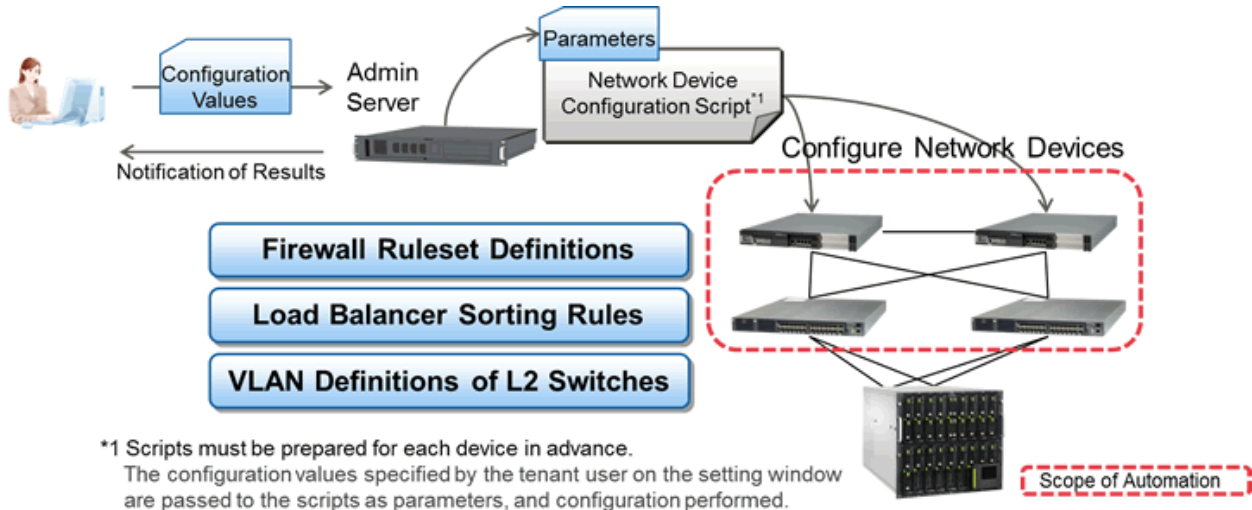 Configuration
Values
Admin
Server
Parameters
Network Device
Configuration Script*1
Notification of Results
Configure Network Devices
Firewall Ruleset Definitions
Load Balancer Sorting Rules
VLAN Definitions of L2 Switches
*1 Scripts must be prepared for each device in advance.
The configuration values specified by the tenant user on the setting window
are passed to the scripts as parameters, and configuration performed.
Scope of Automation